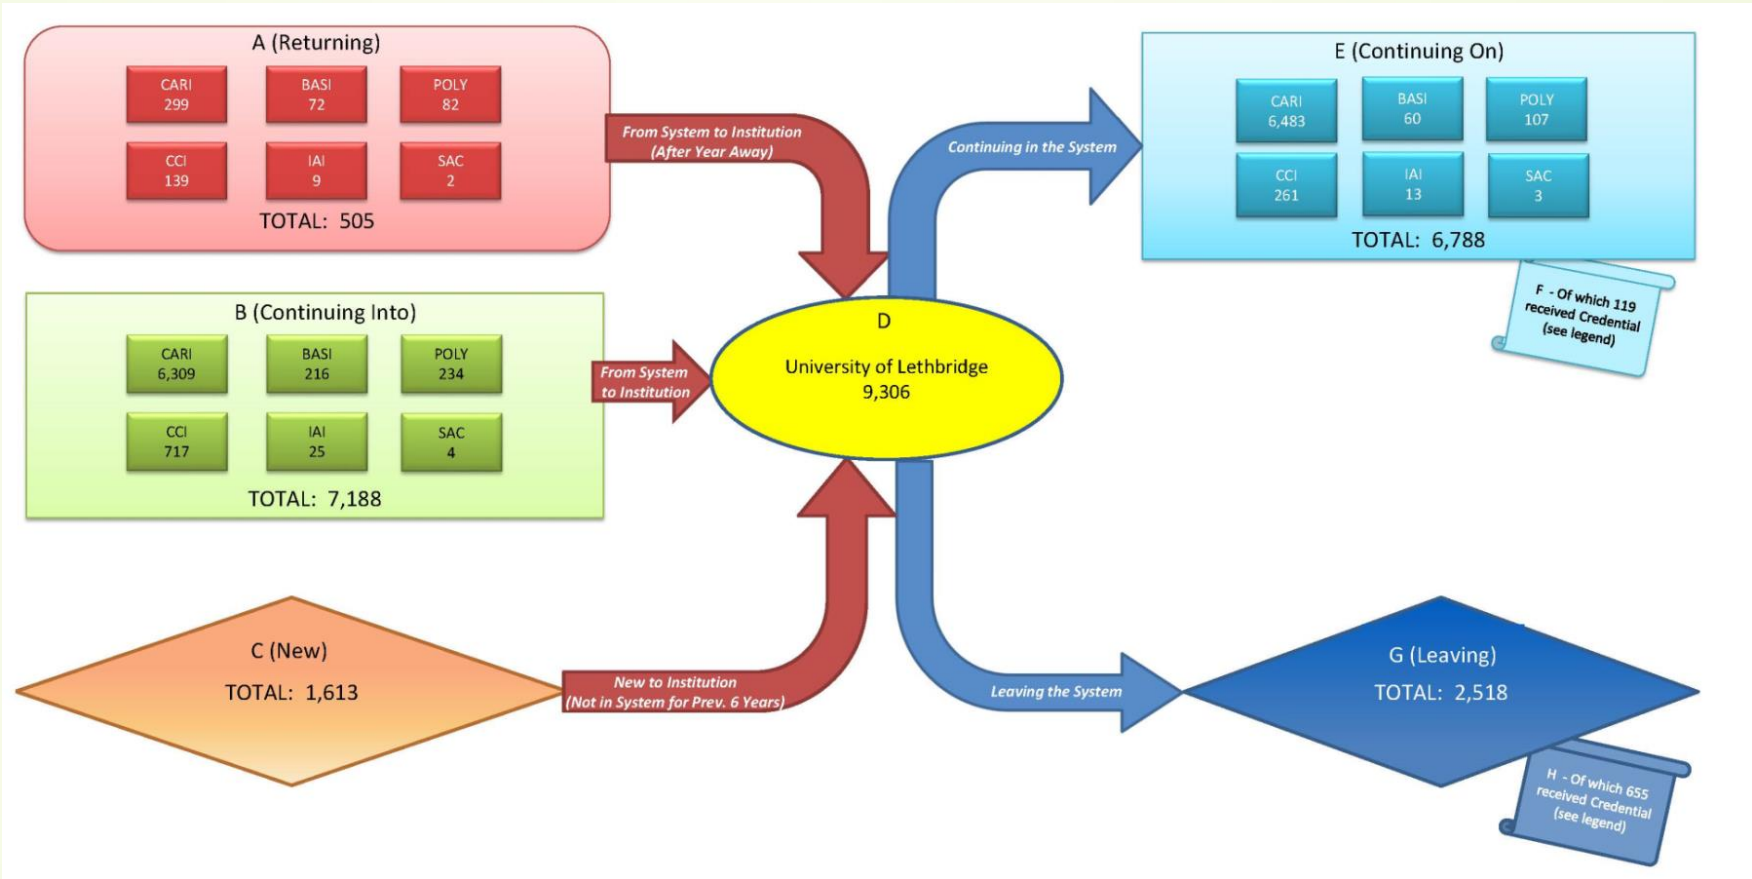 A (Returning)
CARI
299
BASI
72
POLY
82
CCI
139
IAI
9
SAC
2
TOTAL: 505
From System to Institution
(After Year Away)
B (Continuing Into)
CARI
6,309
BASI
216
POLY
234
CCI
717
IAI
25
SAC
4
TOTAL: 7,188
From System
to Institution
C (New)
TOTAL: 1,613
New to Institution
(Not in System for Prev. 6 Years)
D
University of Lethbridge
9,306
Continuing in the System
E (Continuing On)
CARI
6,483
BASI
60
POLY
107
CCI
261
IAI
13
SAC
3
TOTAL: 6,788
F - Of which 119
received Credential
(see legend)
Leaving the System
G (Leaving)
TOTAL: 2,518
H - Of which 655
received Credential
(see legend)